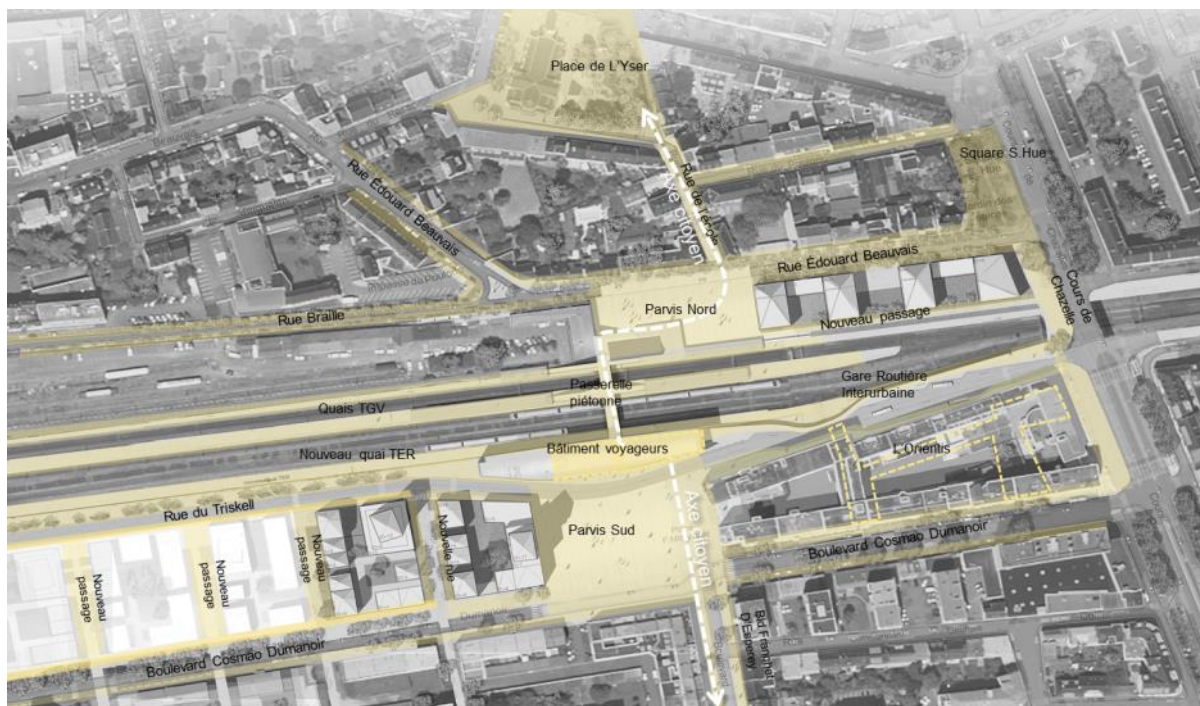 Place de L'Yser
Square S.Hue
Rue Édouard Beauvais
Rue de l'Angle
Axe citoyen
Rue Édouard Beauvais
Cours de
Chazelle
Parvis Nord
Nouveau passage
Rue Braille
Passerelle
piétonne
Gare Routière
Interurbaine
Quais TGV
Bâtiment voyageurs
L'Orientis
Nouveau quai TER
Rue du Triskell
Parvis Sud
Axe citoyen
Boulevard Cosmao Dumanoir
Nouveau
passage
Nouveau
passage
Nouveau
passage
Nouvelle rue
Boulevard Cosmao Dumanoir
Bld Franchet
D'Esperey